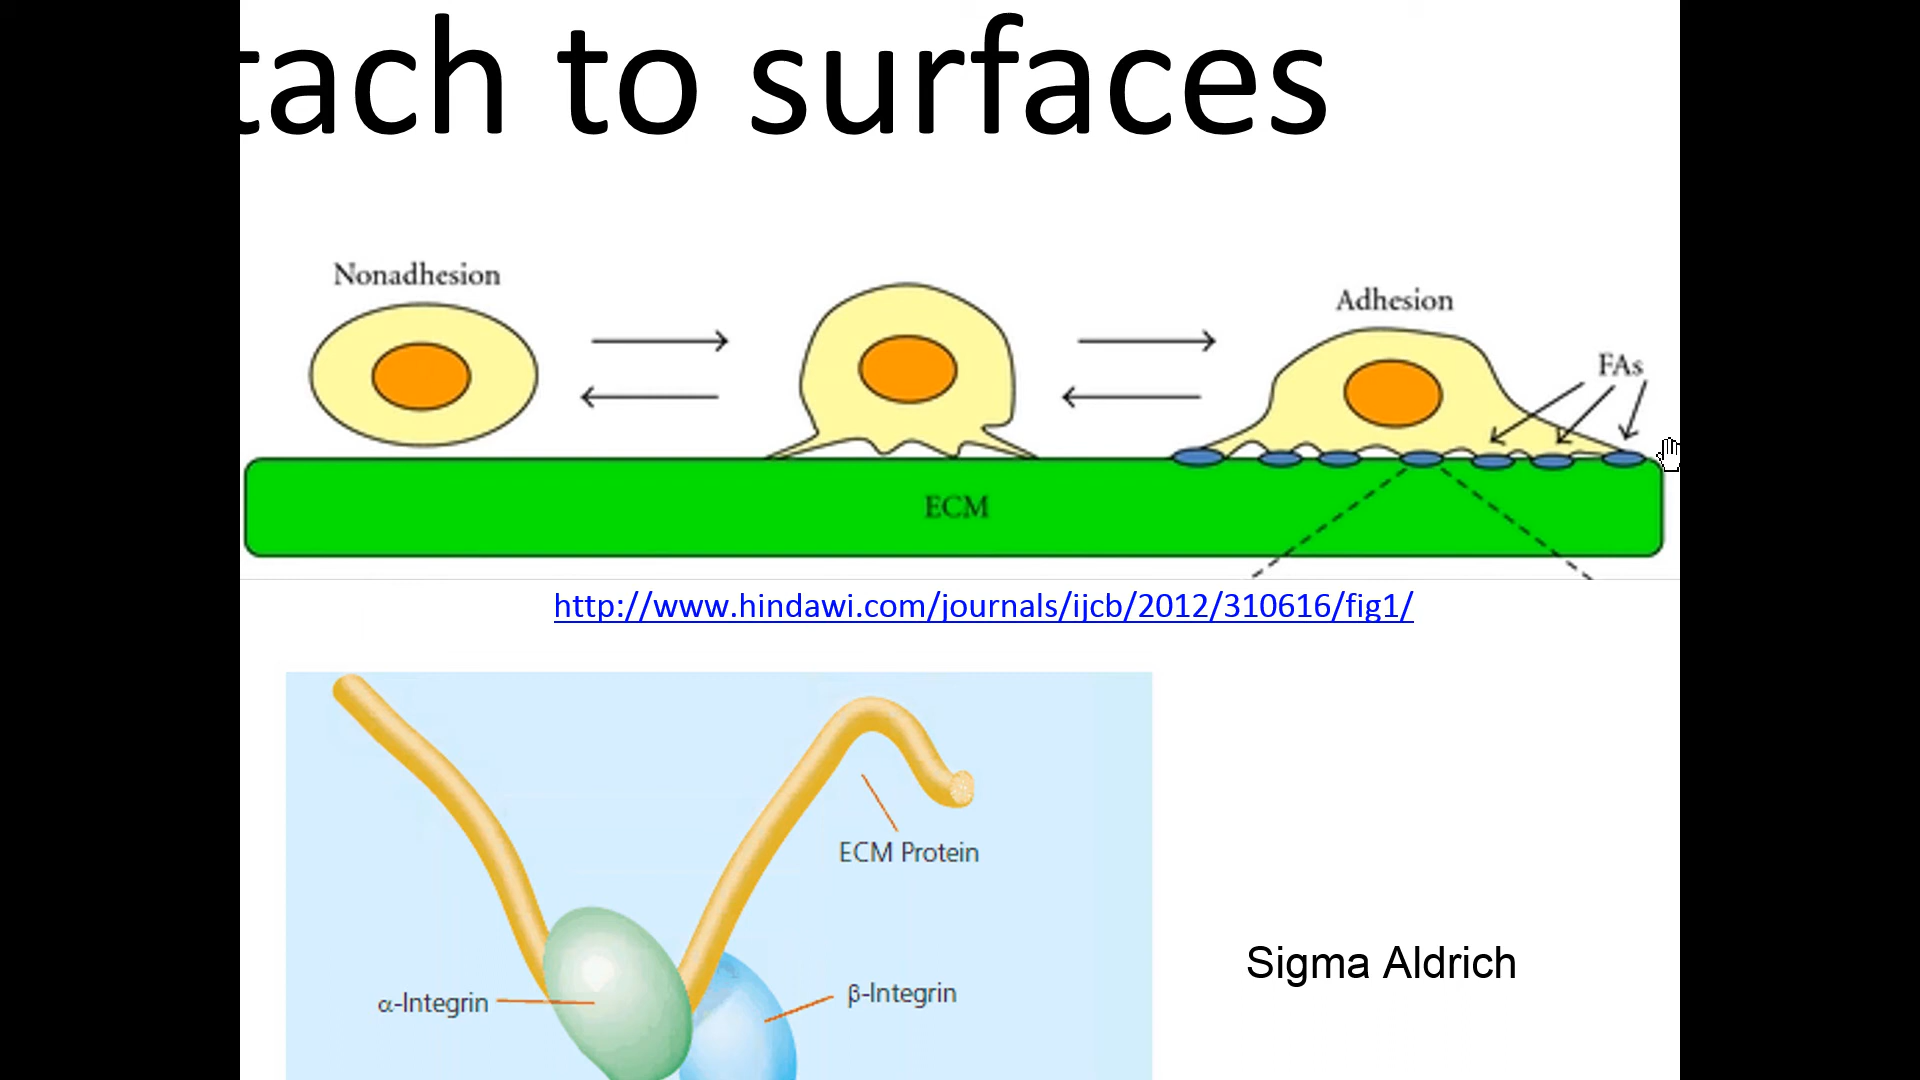 tach to surfaces
Nonadhesion
Adhesion
FAs
ECM
http://www.hindawi.com/journals/ijcb/2012/310616/fig1/
ECM Protein
α-Integrin
β-Integrin
Sigma Aldrich